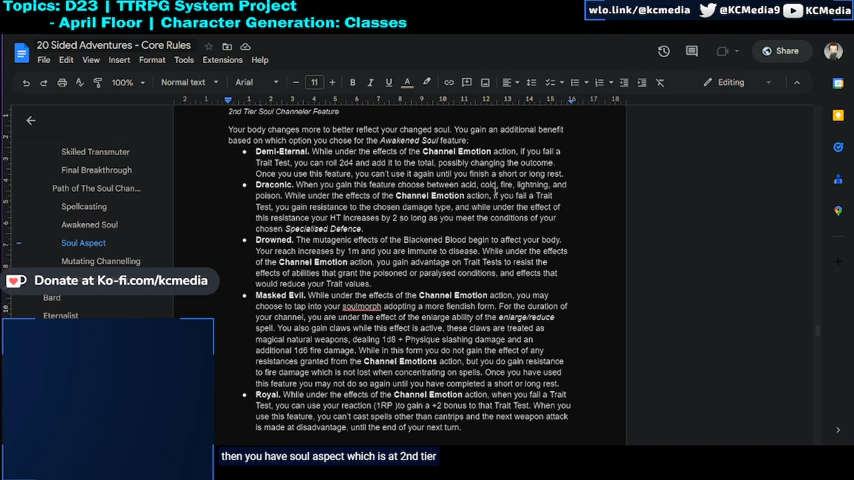 Topics: D23 | TTRPG System Project
- April Floor | Character Generation: Classes
wlo.link/@kcmedia
@KCMedia9
KCMedia
20 Sided Adventures - Core Rules
File Edit View Insert Format Tools Extensions Help
Share
100%
Normal text
Arial
11
Editing
2 1 1 2 3 4 5 6 7 8 9 10 11 12 13 14 15 16 17 18
Skilled Transmuter
Final Breakthrough
Path of The Soul Chan...
Spellcasting
Awakened Soul
Soul Aspect
Mutating Channelling
Bard
Eternalist
Donate at Ko-fi.com/kcmedia
2nd Tier Soul Channeler Feature
Your body changes more to better reflect your changed soul. You gain an additional benefit
based on which option you chose for the Awakened Soul feature:
Demi-Eternal. While under the effects of the Channel Emotion action, if you fail a
Trait Test, you can roll 2d4 and add it to the total, possibly changing the outcome.
Once you use this feature, you can't use it again until you finish a short or long rest.
Draconic. When you gain this feature choose between acid, cold, fire, lightning, and
poison. While under the effects of the Channel Emotion action, if you fail a Trait
Test, you gain resistance to the chosen damage type, and while under the effect of
this resistance your HT increases by 2 so long as you meet the conditions of your
chosen Specialised Defence.
Drowned. The mutagenic effects of the Blackened Blood begin to affect your body.
Your reach increases by 1m and you are immune to disease. While under the effects
of the Channel Emotion action, you gain advantage on Trait Tests to resist the
effects of abilities that grant the poisoned or paralysed conditions, and effects that
would reduce your Trait values.
Masked Evil. While under the effects of the Channel Emotion action, you may
choose to tap into your soulmorph adopting a more fiendish form. For the duration of
your channel, you are under the effect of the enlarge ability of the enlarge/reduce
spell. You also gain claws while this effect is active, these claws are treated as
magical natural weapons, dealing 1d8 + Physique slashing damage and an
additional 1d6 fire damage. While in this form you do not gain the effect of any
resistances granted from the Channel Emotions action, but you do gain resistance
to fire damage which is not lost when concentrating on spells. Once you have used
this feature you may not do so again until you have completed a short or long rest.
Royal. While under the effects of the Channel Emotion action, when you fail a Trait
Test, you can use your reaction (1RP )to gain a +2 bonus to that Trait Test. When you
use this feature, you can't cast spells other than cantrips and the next weapon attack
is made at disadvantage, until the end of your next turn.
then you have soul aspect which is at 2nd tier